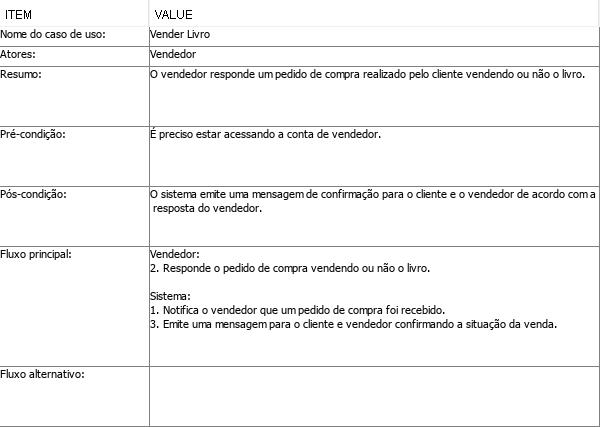 ITEM VALUE
Nome do caso de uso: Vender Livro
Atores: Vendedor
Resumo: O vendedor responde um pedido de compra realizado pelo cliente vendendo ou não o livro.
Pré-condição: É preciso estar acessando a conta de vendedor.
Pós-condição: O sistema emite uma mensagem de confirmação para o cliente e o vendedor de acordo com a
resposta do vendedor.
Fluxo principal: Vendedor:
2. Responde o pedido de compra vendendo ou não o livro.
Sistema:
1. Notifica o vendedor que um pedido de compra foi recebido.
3. Emite uma mensagem para o cliente e vendedor confirmando a situação da venda.
Fluxo alternativo: